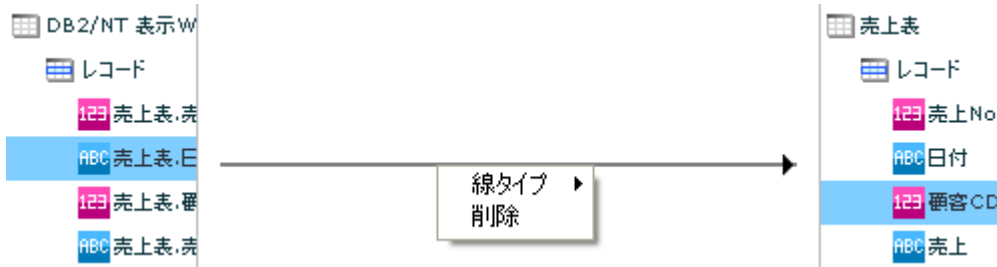 DB2/NT 表示W
レコード
123 売上表.売
ABC 売上表.日
123 売上表.顧
ABC 売上表.売
線タイプ
削除
売上表
レコード
123 売上No
ABC 日付
123 顧客CD
ABC 売上